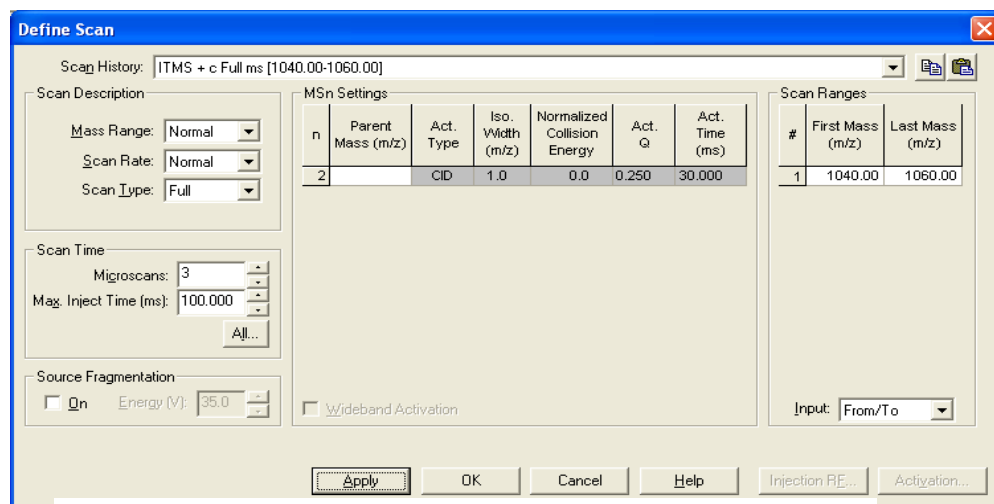 Define Scan
Scan History: ITMS + c Full ms [1040.00-1060.00]
Scan Description
Mass Range: Normal
Scan Rate: Normal
Scan Type: Full
Scan Time
Microscans: 3
Max. Inject Time (ms): 100.000
All...
Source Fragmentation
On Energy (V): 35.0
MSn Settings
n Parent Mass (m/z) Act. Type Iso. Width (m/z) Normalized Collision Energy Act. Q Act. Time (ms)
2 CID 1.0 0.0 0.250 30.000
Wideband Activation
Scan Ranges
# First Mass (m/z) Last Mass (m/z)
1 1040.00 1060.00
Input: From/To
Apply OK Cancel Help Injection RF... Activation...